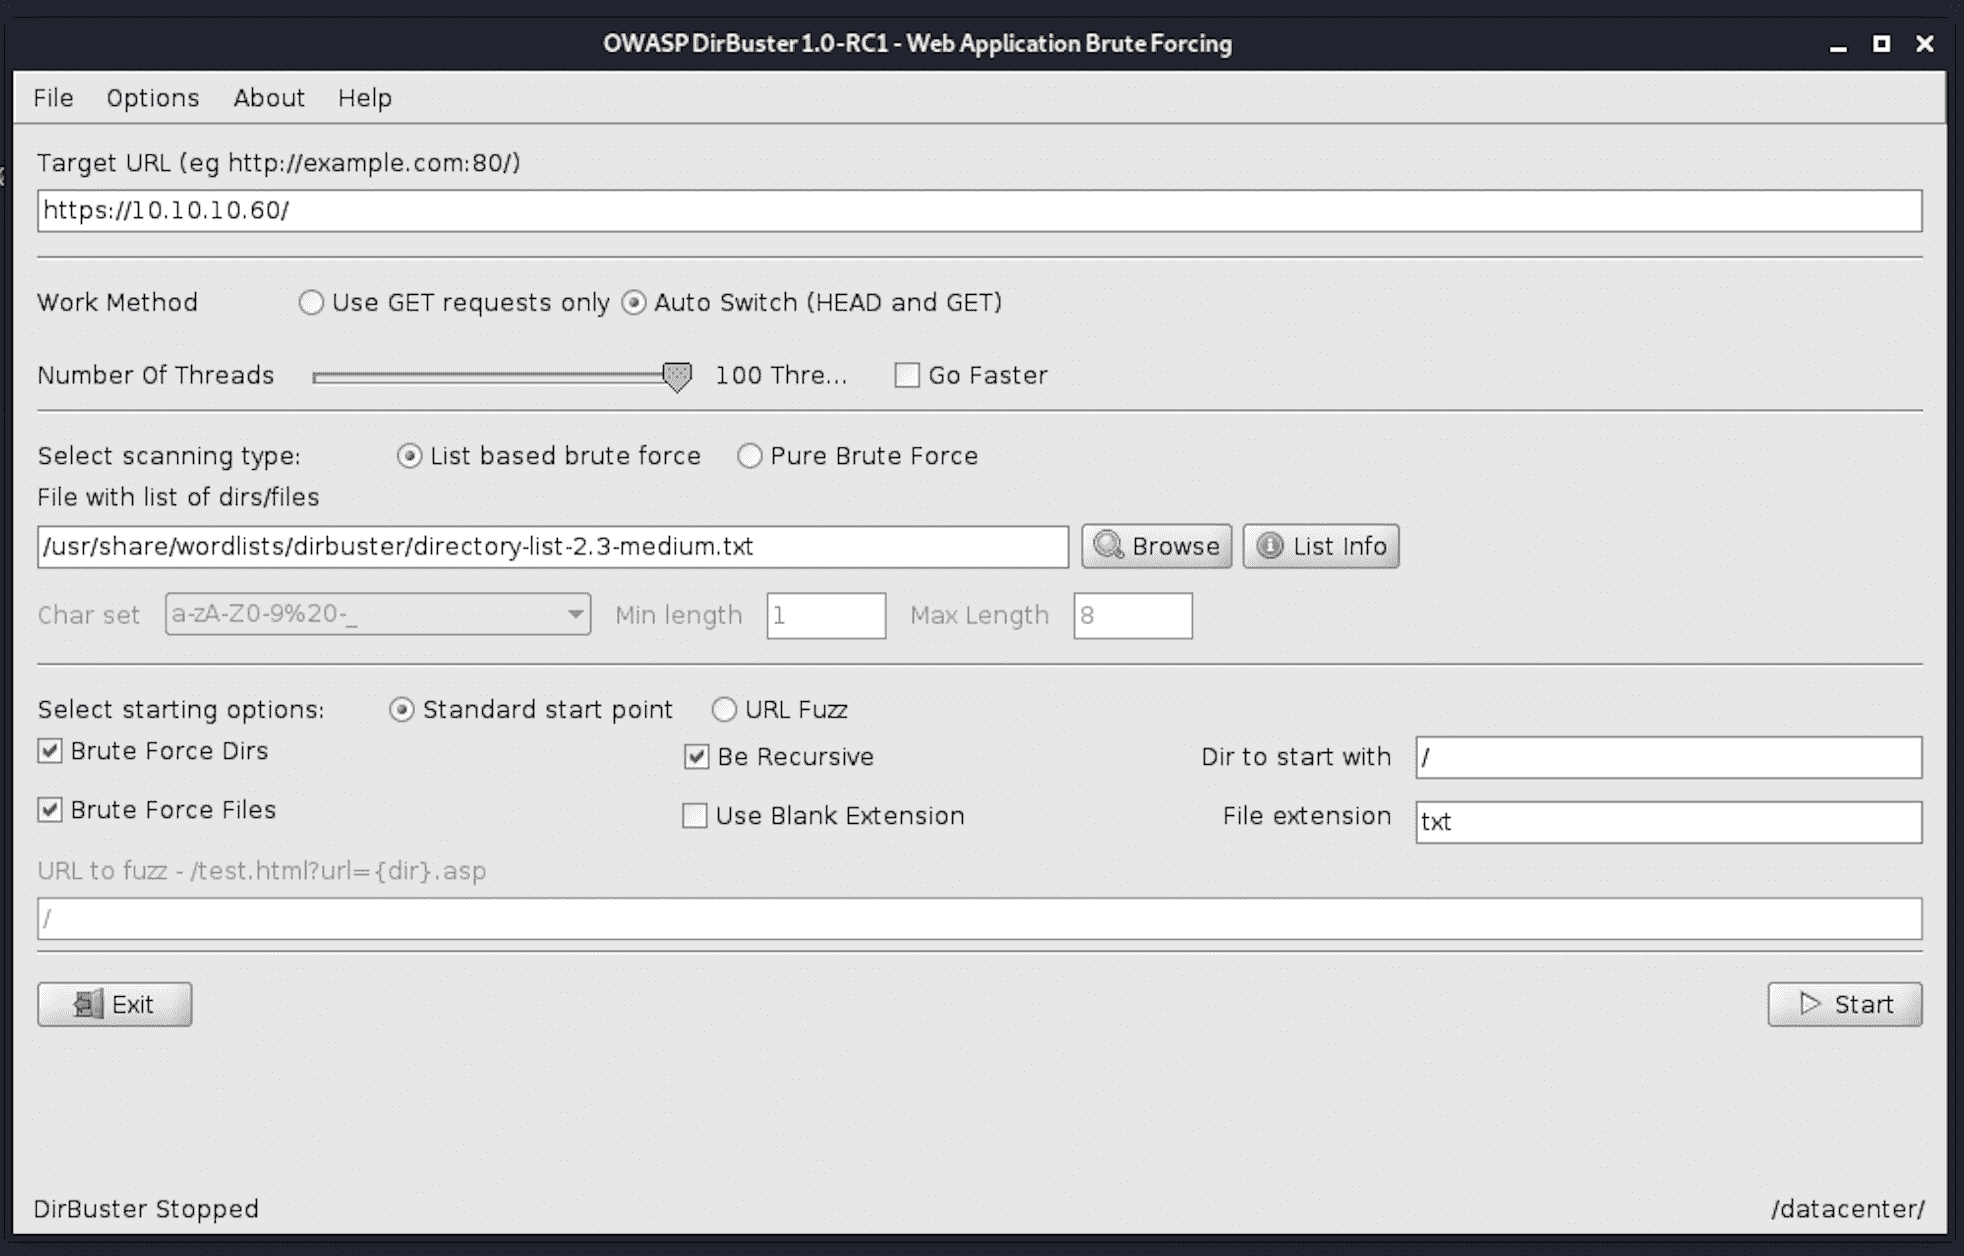 OWASP DirBuster 1.0-RC1 - Web Application Brute Forcing
File Options About Help
Target URL (eg http://example.com:80/)
https://10.10.10.60/
Work Method Use GET requests only Auto Switch (HEAD and GET)
Number Of Threads 100 Thre... Go Faster
Select scanning type: List based brute force Pure Brute Force
File with list of dirs/files
/usr/share/wordlists/dirbuster/directory-list-2.3-medium.txt Browse List Info
Char set a-zA-Z0-9%20-_ Min length 1 Max Length 8
Select starting options: Standard start point URL Fuzz
Brute Force Dirs Be Recursive Dir to start with /
Brute Force Files Use Blank Extension File extension txt
URL to fuzz - /test.html?url={dir}.asp
/
Exit Start
DirBuster Stopped /datacenter/